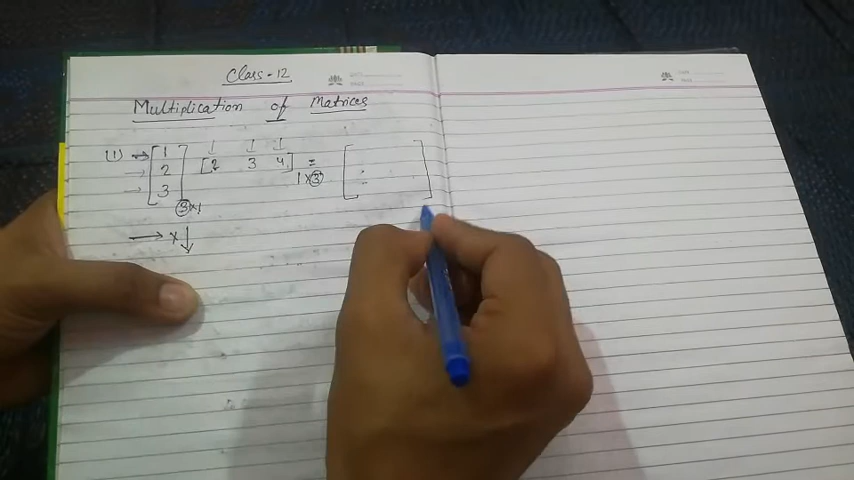 Class - 12
Multiplication of Matrices
(1) [1 2 3] 3×1 [2 3 4] 1×3 = [ ]
→ × ↓